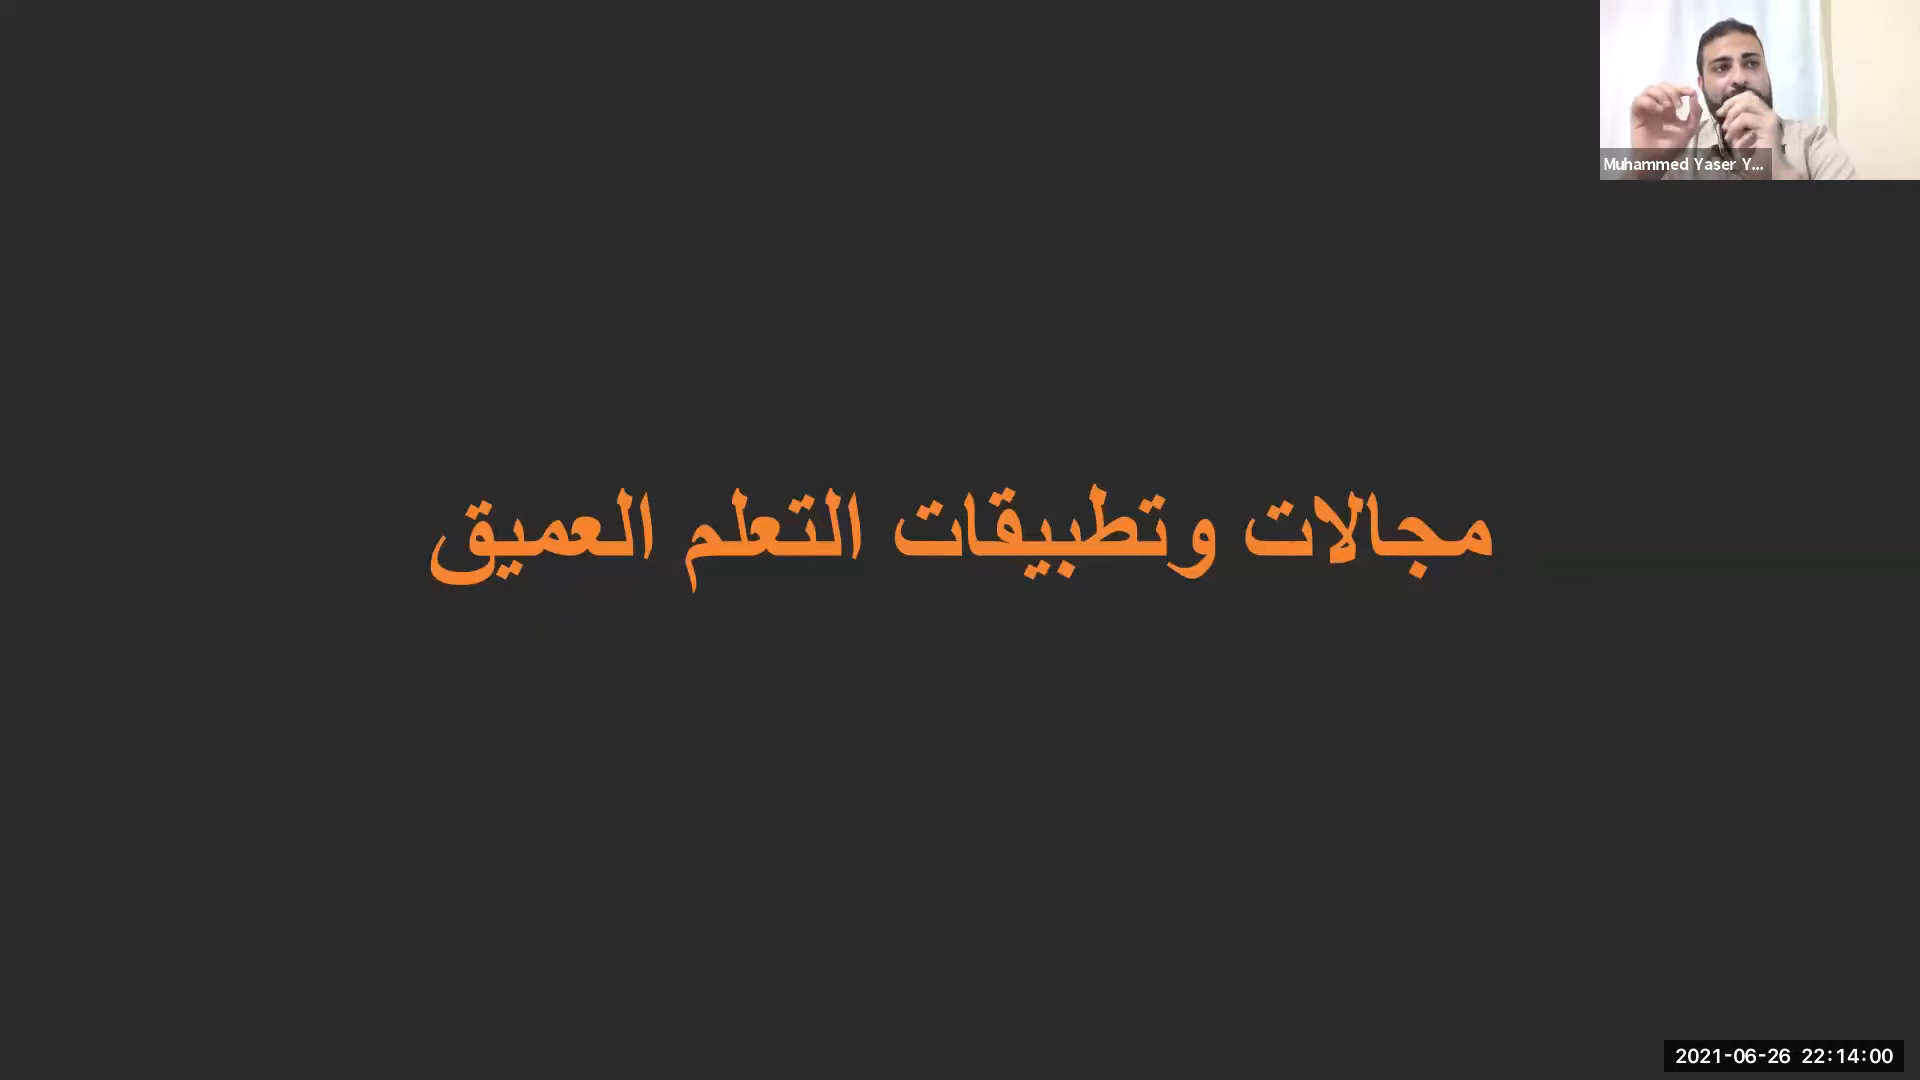 Muhammed Yaser Y...
مجالات وتطبيقات التعلم العميق
2021-06-26 22:14:00